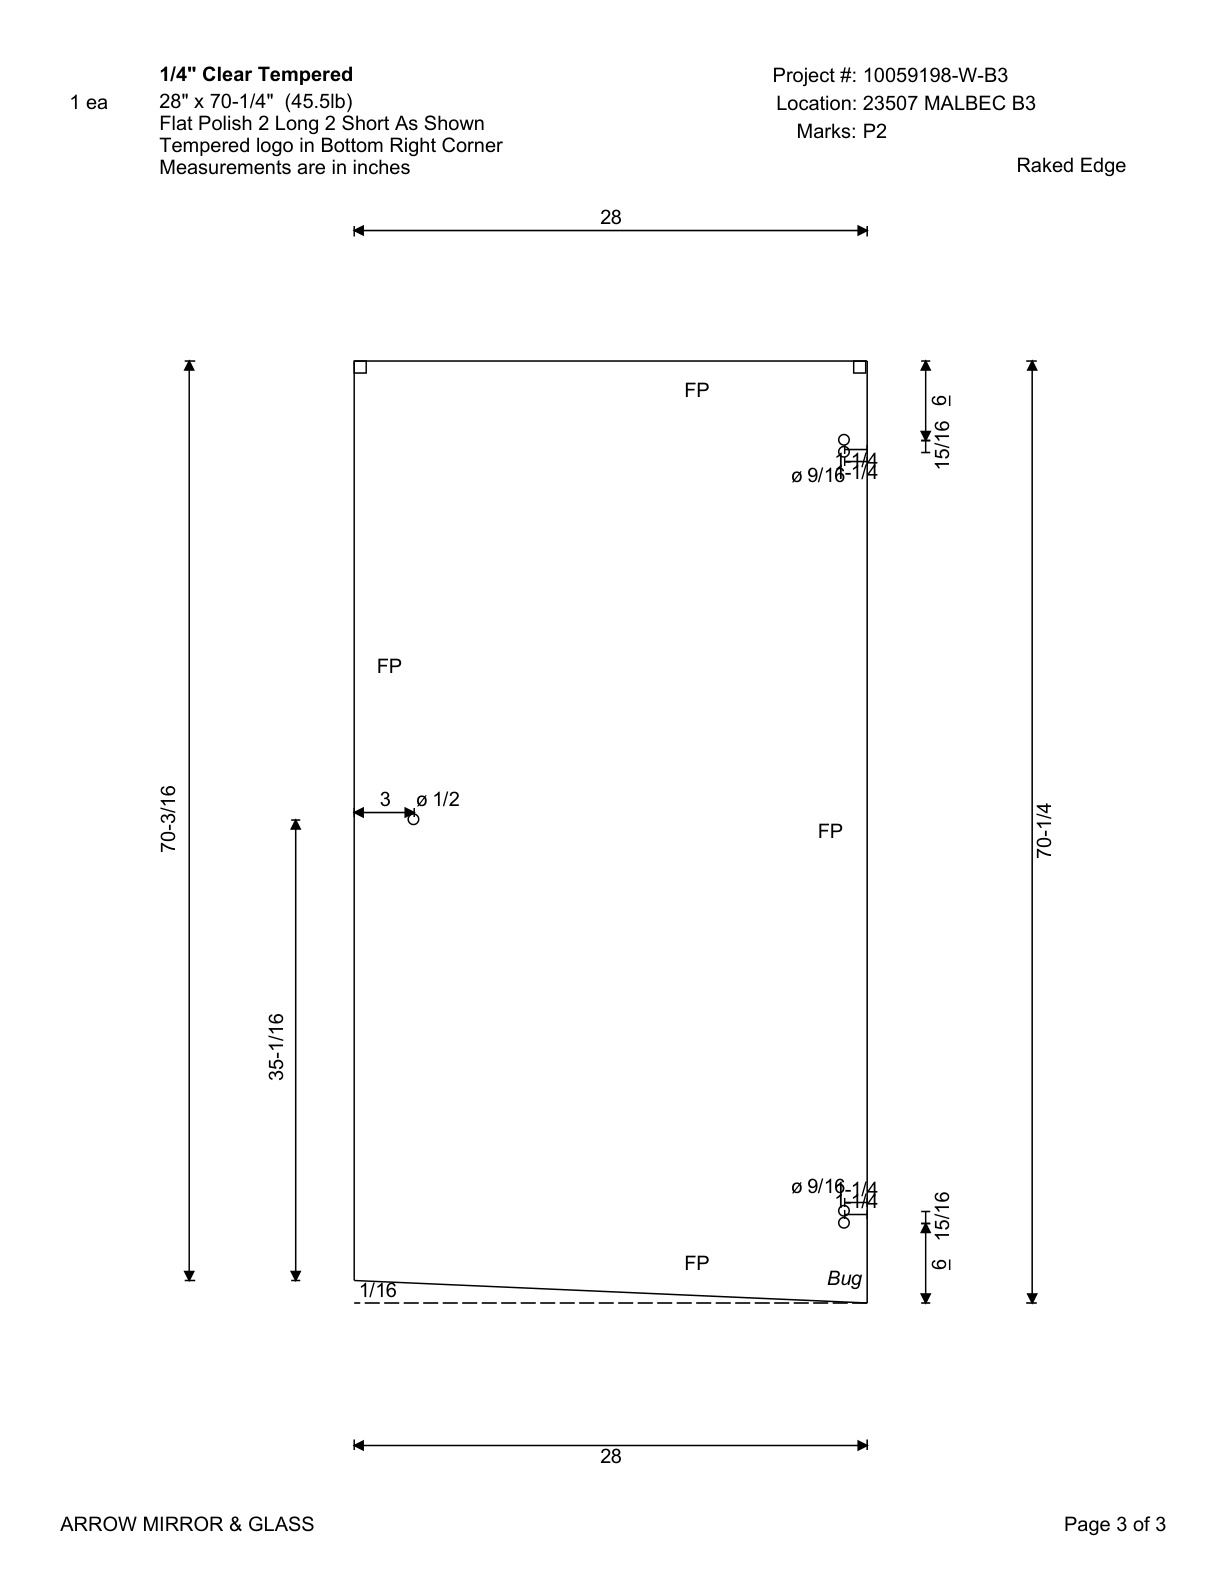 1/4" Clear Tempered
1 ea
28" x 70-1/4" (45.5lb)
Flat Polish 2 Long 2 Short As Shown
Tempered logo in Bottom Right Corner
Measurements are in inches
Project #: 10059198-W-B3
Location: 23507 MALBEC B3
Marks: P2
Raked Edge
28
FP
6
15/16
1-1/4
1-1/4
ø 9/16
FP
3
ø 1/2
70-3/16
FP
70-1/4
35-1/16
ø 9/16
1-1/4
1-1/4
15/16
6
FP
Bug
1/16
28
ARROW MIRROR & GLASS
Page 3 of 3